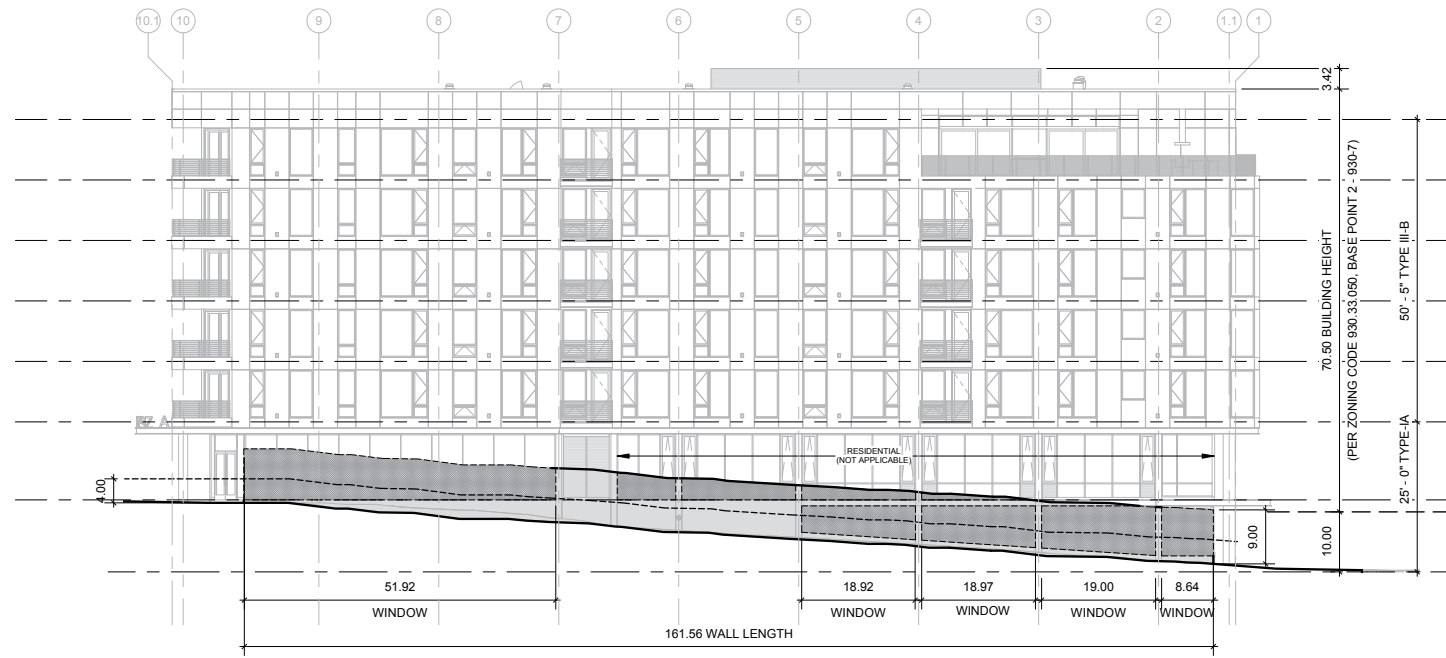 10.1 10 9 8 7 6 5 4 3 2 1.1 1
3.42
70.50 BUILDING HEIGHT
(PER ZONING CODE 930.33.050, BASE POINT 2 - 930-7)
50' - 5" TYPE III-B
25' - 0" TYPE-IA
RESIDENTIAL
(NOT APPLICABLE)
4.00
9.00
10.00
51.92
WINDOW
18.92
WINDOW
18.97
WINDOW
19.00
WINDOW
8.64
WINDOW
161.56 WALL LENGTH